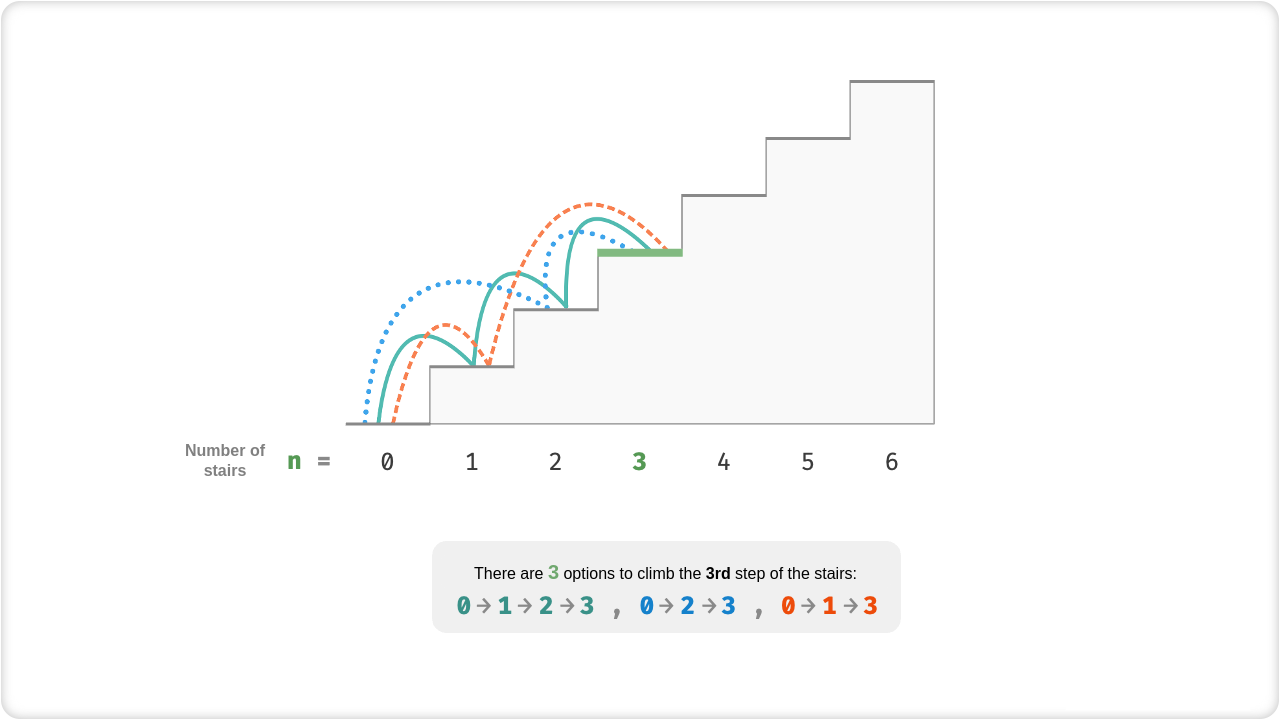 Number of
stairs
n = 0 1 2 3 4 5 6
There are 3 options to climb the 3rd step of the stairs:
0→1→2→3 , 0→2→3 , 0→1→3